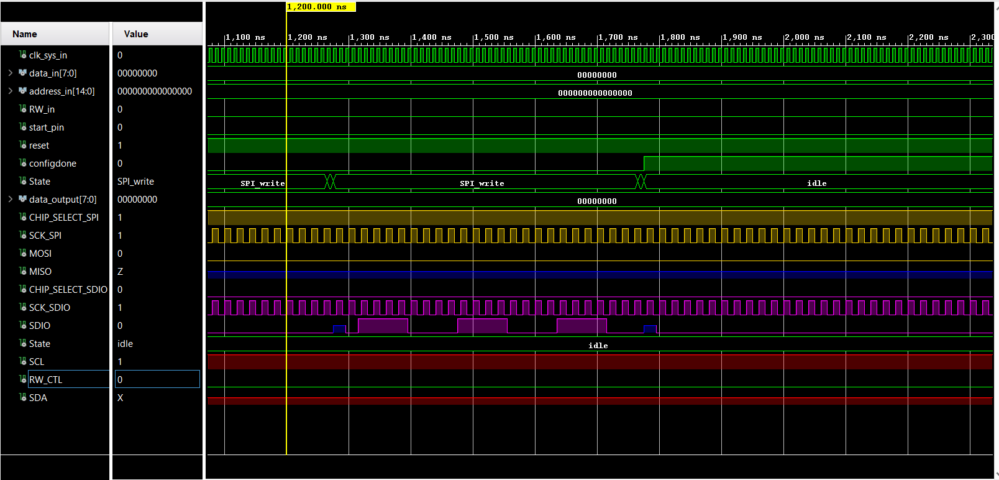 1,200.000 ns
Name Value
1,100 ns 1,200 ns 1,300 ns 1,400 ns 1,500 ns 1,600 ns 1,700 ns 1,800 ns 1,900 ns 2,000 ns 2,100 ns 2,200 ns 2,300
clk_sys_in 0
data_in[7:0] 00000000 00000000
address_in[14:0] 000000000000000 000000000000000
RW_in 0
start_pin 0
reset 1
configdone 0
State SPI_write SPI_write SPI_write idle
data_output[7:0] 00000000 00000000
CHIP_SELECT_SPI 1
SCK_SPI 1
MOSI 0
MISO Z
CHIP_SELECT_SDIO 0
SCK_SDIO 1
SDIO 0
State idle idle
SCL 1
RW_CTL 0
SDA X